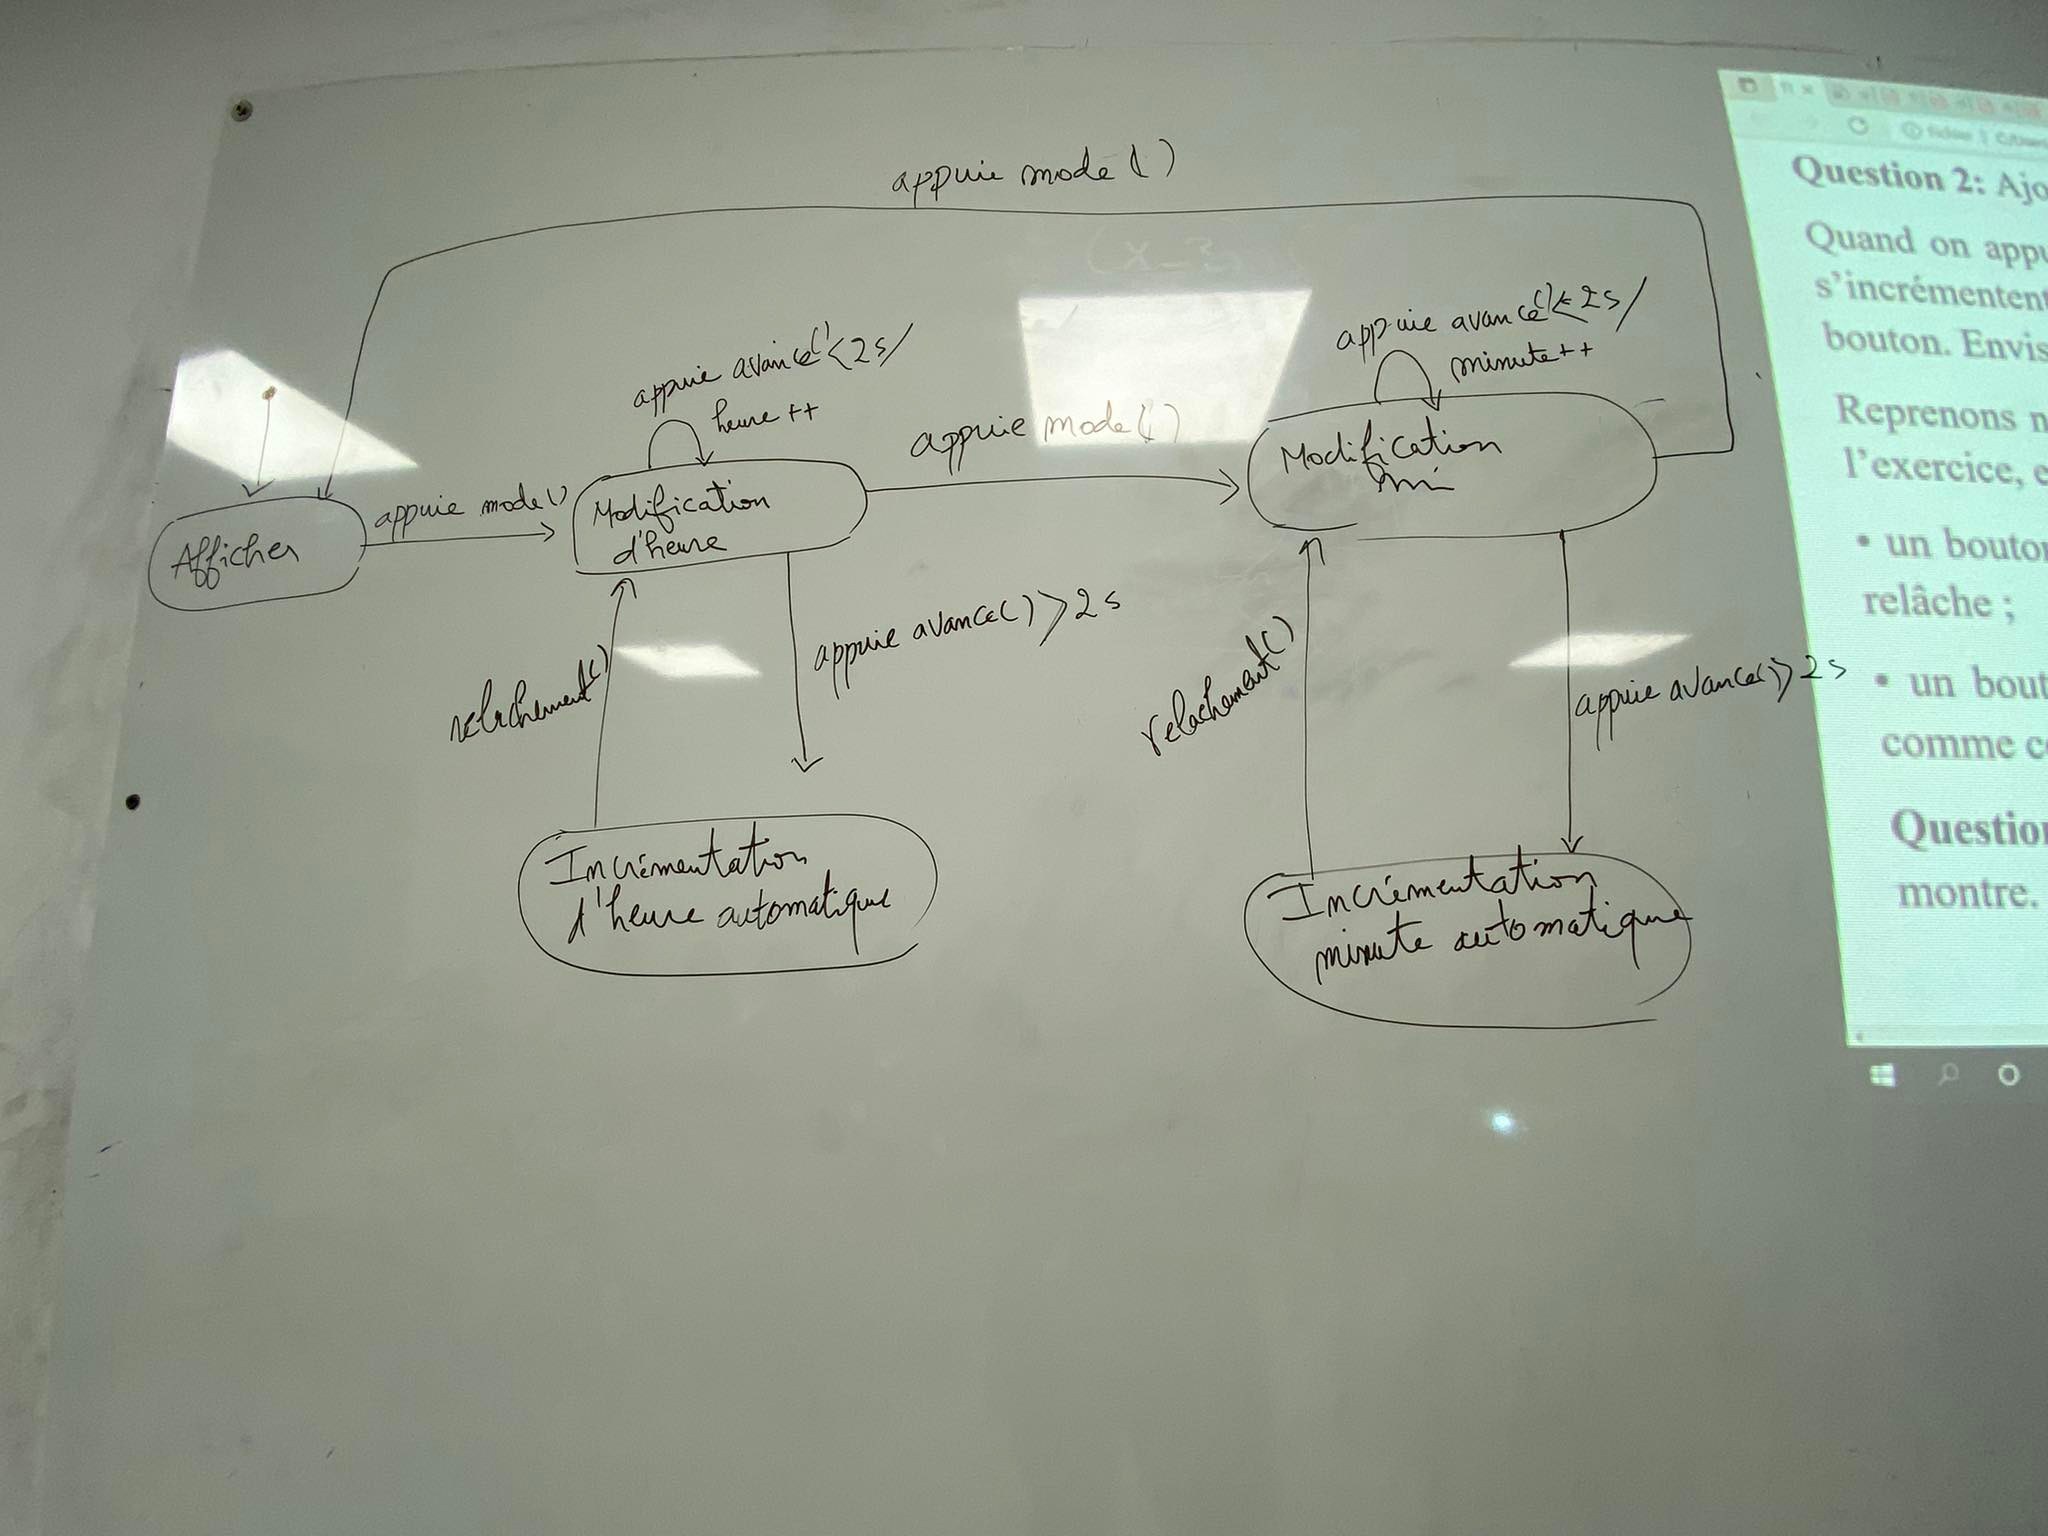 appuie mode ( )
(x_3
appuie avance()<2s/
heure ++
appuie avance()<2s/
minute++
appuie mode()
appuie mode()
Afficher
Modification
d'heure
Modification
appuie avance()>2s
relachement()
relachement()
appuie avance()>2s
Incrémentation
d'heure automatique
Incrémentation
minute automatique
Question 2: Ajo
Quand on appu
s'incrémentent
bouton. Envis
Reprenons n
l'exercice, e
• un bouton
relâche ;
• un bout
comme c
Question
montre.